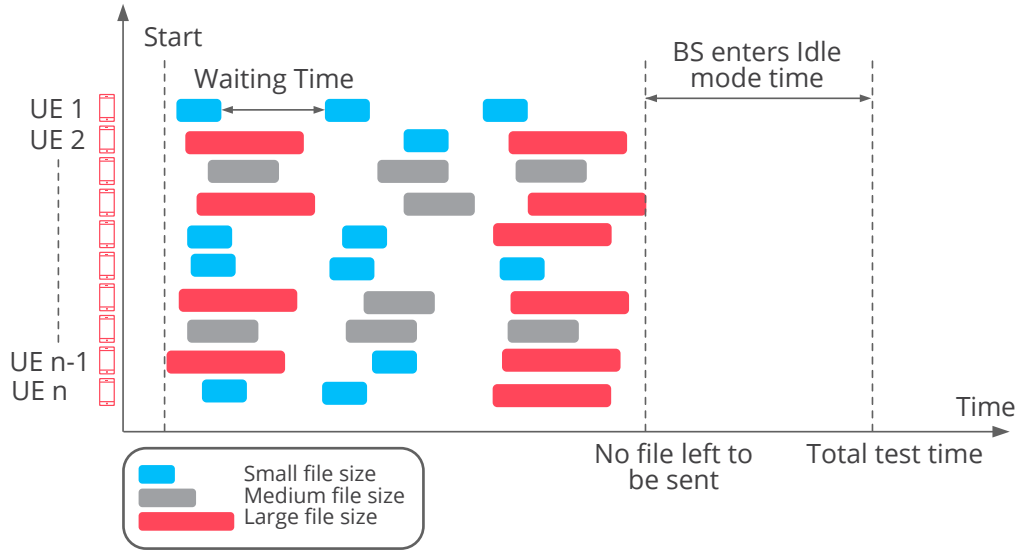 Start
BS enters Idle
mode time
Waiting Time
UE 1
UE 2
UE n-1
UE n
Time
No file left to
be sent
Total test time
Small file size
Medium file size
Large file size